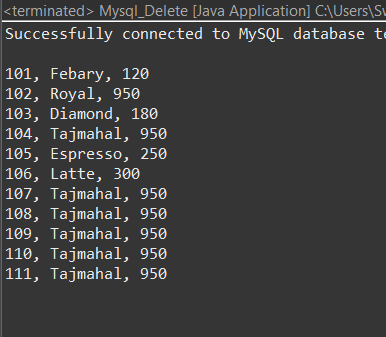 <terminated> Mysql_Delete [Java Application] C:\Users\Sv
Successfully connected to MySQL database te
101, Febary, 120
102, Royal, 950
103, Diamond, 180
104, Tajmahal, 950
105, Espresso, 250
106, Latte, 300
107, Tajmahal, 950
108, Tajmahal, 950
109, Tajmahal, 950
110, Tajmahal, 950
111, Tajmahal, 950